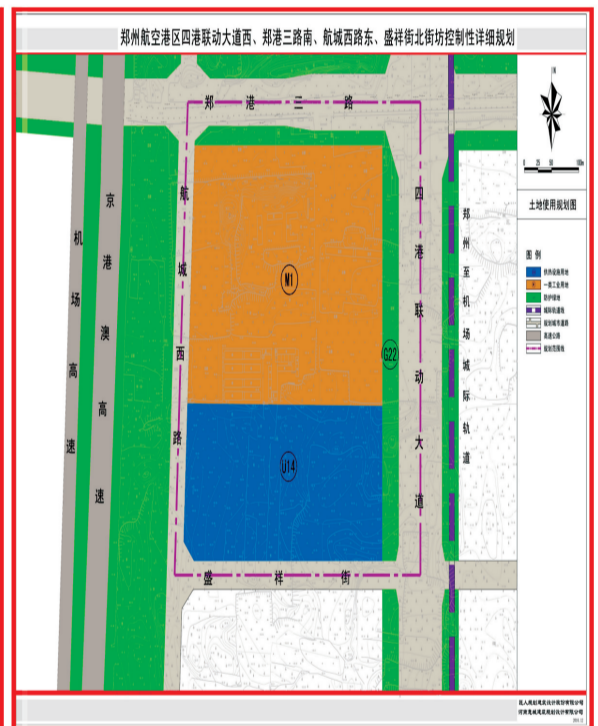 郑州航空港区四港联动大道西、郑港三路南、航城西路东、盛祥街北街坊控制性详细规划
N
0 25 50 100m
土地使用规划图
图 例
供热设施用地
一类工业用地
防护绿地
城际轨道线
规划城市道路
高速公路
规划范围线
郑港三路
航城西路
四港联动大道
盛祥街
京港澳高速
机场高速
郑州至机场城际轨道
M1
G22
U14